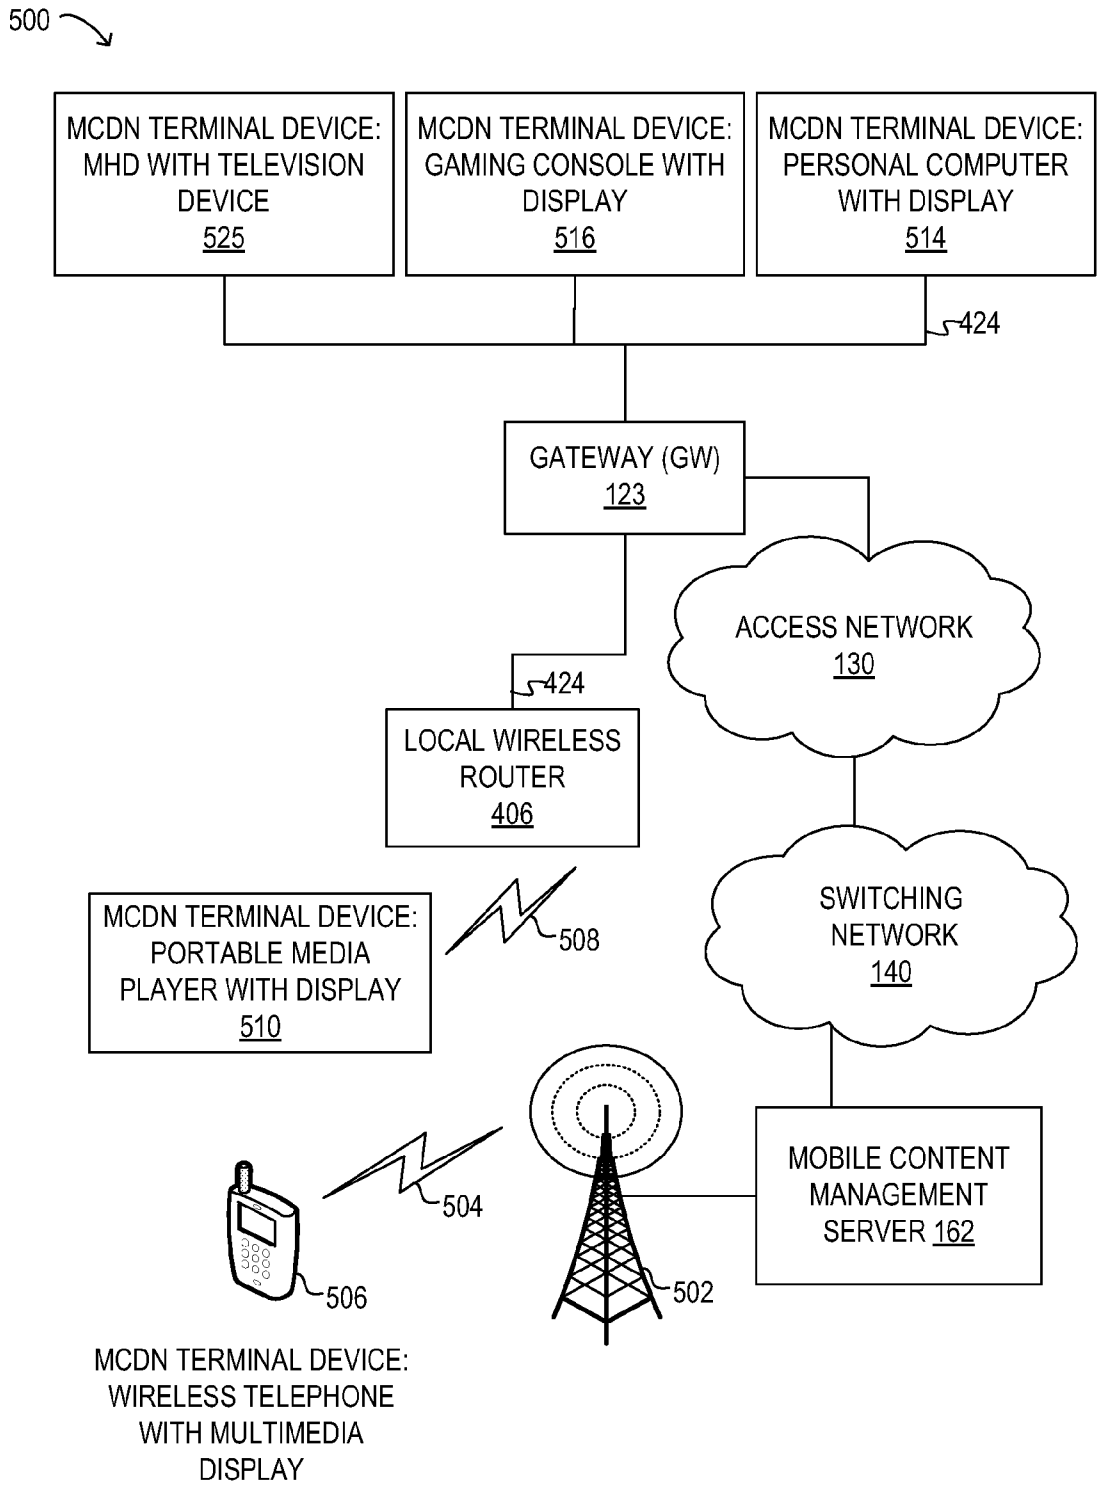 500
MCDN TERMINAL DEVICE:
MHD WITH TELEVISION
DEVICE
525
MCDN TERMINAL DEVICE:
GAMING CONSOLE WITH
DISPLAY
516
MCDN TERMINAL DEVICE:
PERSONAL COMPUTER
WITH DISPLAY
514
424
GATEWAY (GW)
123
ACCESS NETWORK
130
424
LOCAL WIRELESS
ROUTER
406
SWITCHING
NETWORK
140
508
MCDN TERMINAL DEVICE:
PORTABLE MEDIA
PLAYER WITH DISPLAY
510
MOBILE CONTENT
MANAGEMENT
SERVER 162
504
502
506
MCDN TERMINAL DEVICE:
WIRELESS TELEPHONE
WITH MULTIMEDIA
DISPLAY